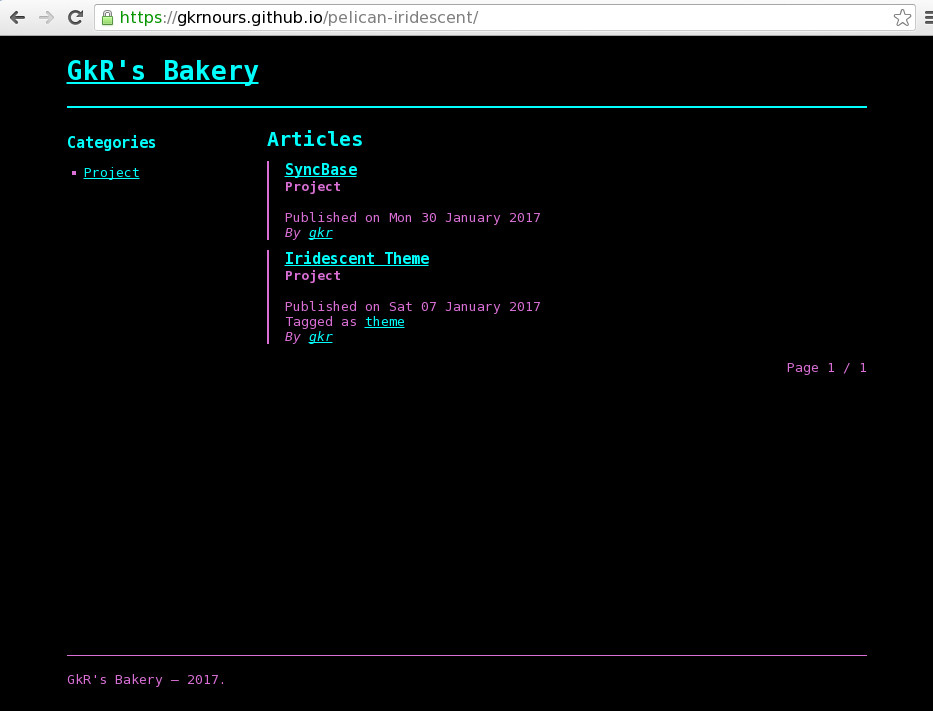 https://gkrnours.github.io/pelican-iridescent/
GkR's Bakery
Categories
Project
Articles
SyncBase
Project
Published on Mon 30 January 2017
By gkr
Iridescent Theme
Project
Published on Sat 07 January 2017
Tagged as theme
By gkr
Page 1 / 1
GkR's Bakery — 2017.